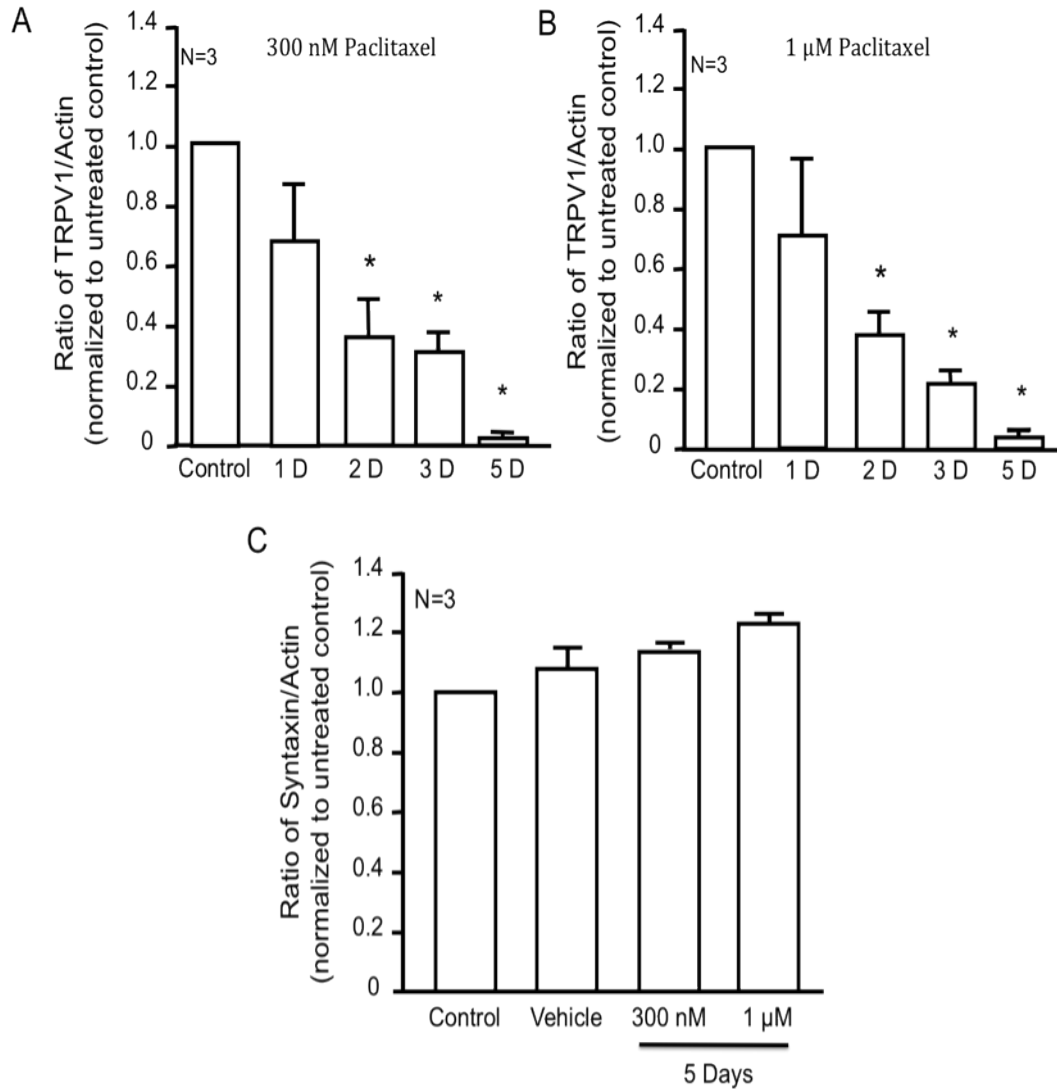 A
Ratio of TRPV1/Actin
(normalized to untreated control)
1.4
1.2
1.0
0.8
0.6
0.4
0.2
0
N=3
300 nM Paclitaxel
*
*
*
Control 1 D 2 D 3 D 5 D
B
Ratio of TRPV1/Actin
(normalized to untreated control)
1.4
1.2
1.0
0.8
0.6
0.4
0.2
0
N=3
1 µM Paclitaxel
*
*
*
Control 1 D 2 D 3 D 5 D
C
Ratio of Syntaxin/Actin
(normalized to untreated control)
1.4
1.2
1.0
0.8
0.6
0.4
0.2
0
N=3
Control Vehicle 300 nM 1 µM
5 Days